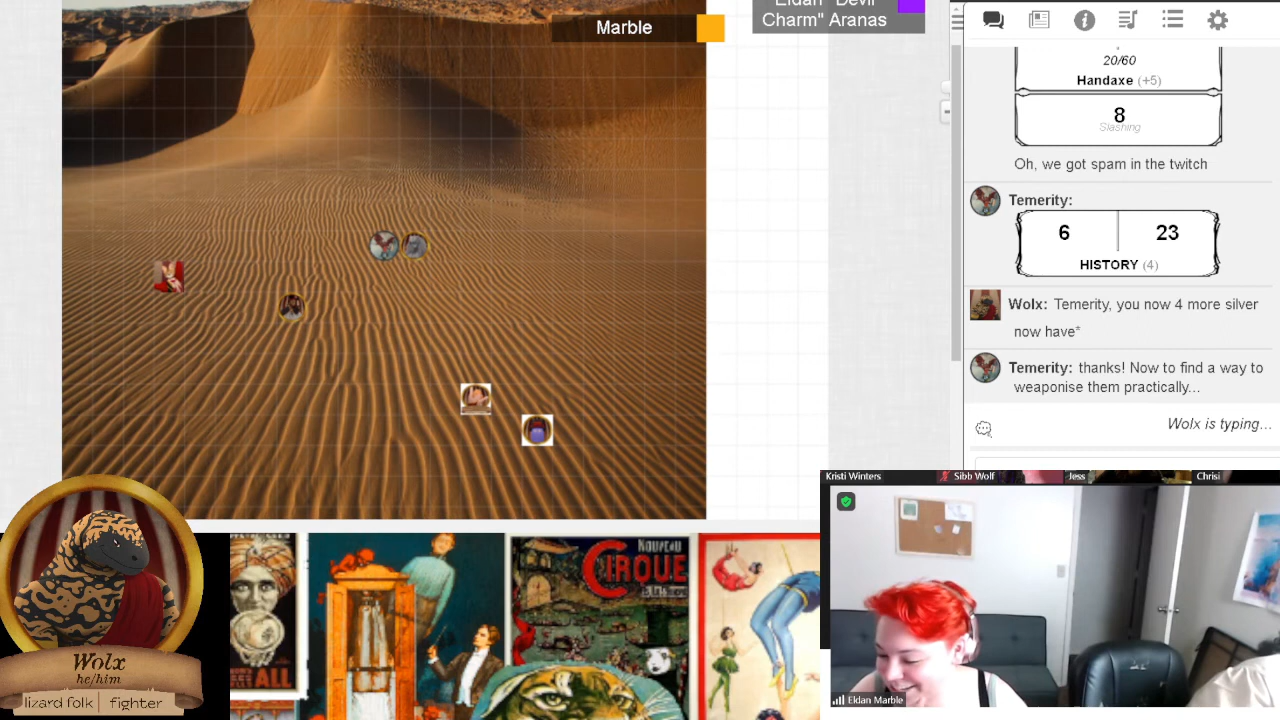 Eldan "Devil
Charm" Aranas
Marble
20/60
Handaxe (+5)
8
Slashing
Oh, we got spam in the twitch
Temerity:
6 23
HISTORY (4)
Wolx: Temerity, you now 4 more silver
now have*
Temerity: thanks! Now to find a way to
weaponise them practically...
Wolx is typing...
Kristi Winters
Sibb Wolf
Jess
Chrisi
Eldan Marble
Wolx
he/him
lizard folk | fighter
ALL
NOUVEAU
CIRQUE